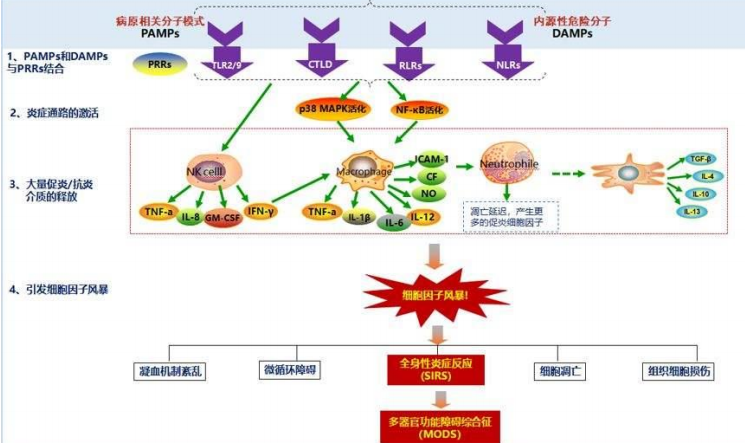 病原相关分子模式
PAMPs
内源性危险分子
DAMPs
1、PAMPs和DAMPs
与PRRs结合
PRRs
TLR2/9
CTLD
RLRs
NLRs
2、炎症通路的激活
p38 MAPK活化
NF-κB活化
3、大量促炎/抗炎
介质的释放
NK celll
Macrophage
Neutrophile
ICAM-1
CF
NO
TNF-a
IL-8
GM-CSF
IFN-γ
TNF-a
IL-1β
IL-6
IL-12
凋亡延迟，产生更
多的促炎细胞因子
TGF-β
IL-4
IL-10
IL-13
4、引发细胞因子风暴
细胞因子风暴!
凝血机制紊乱
微循环障碍
全身性炎症反应
(SIRS)
细胞凋亡
组织细胞损伤
多器官功能障碍综合征
(MODS)